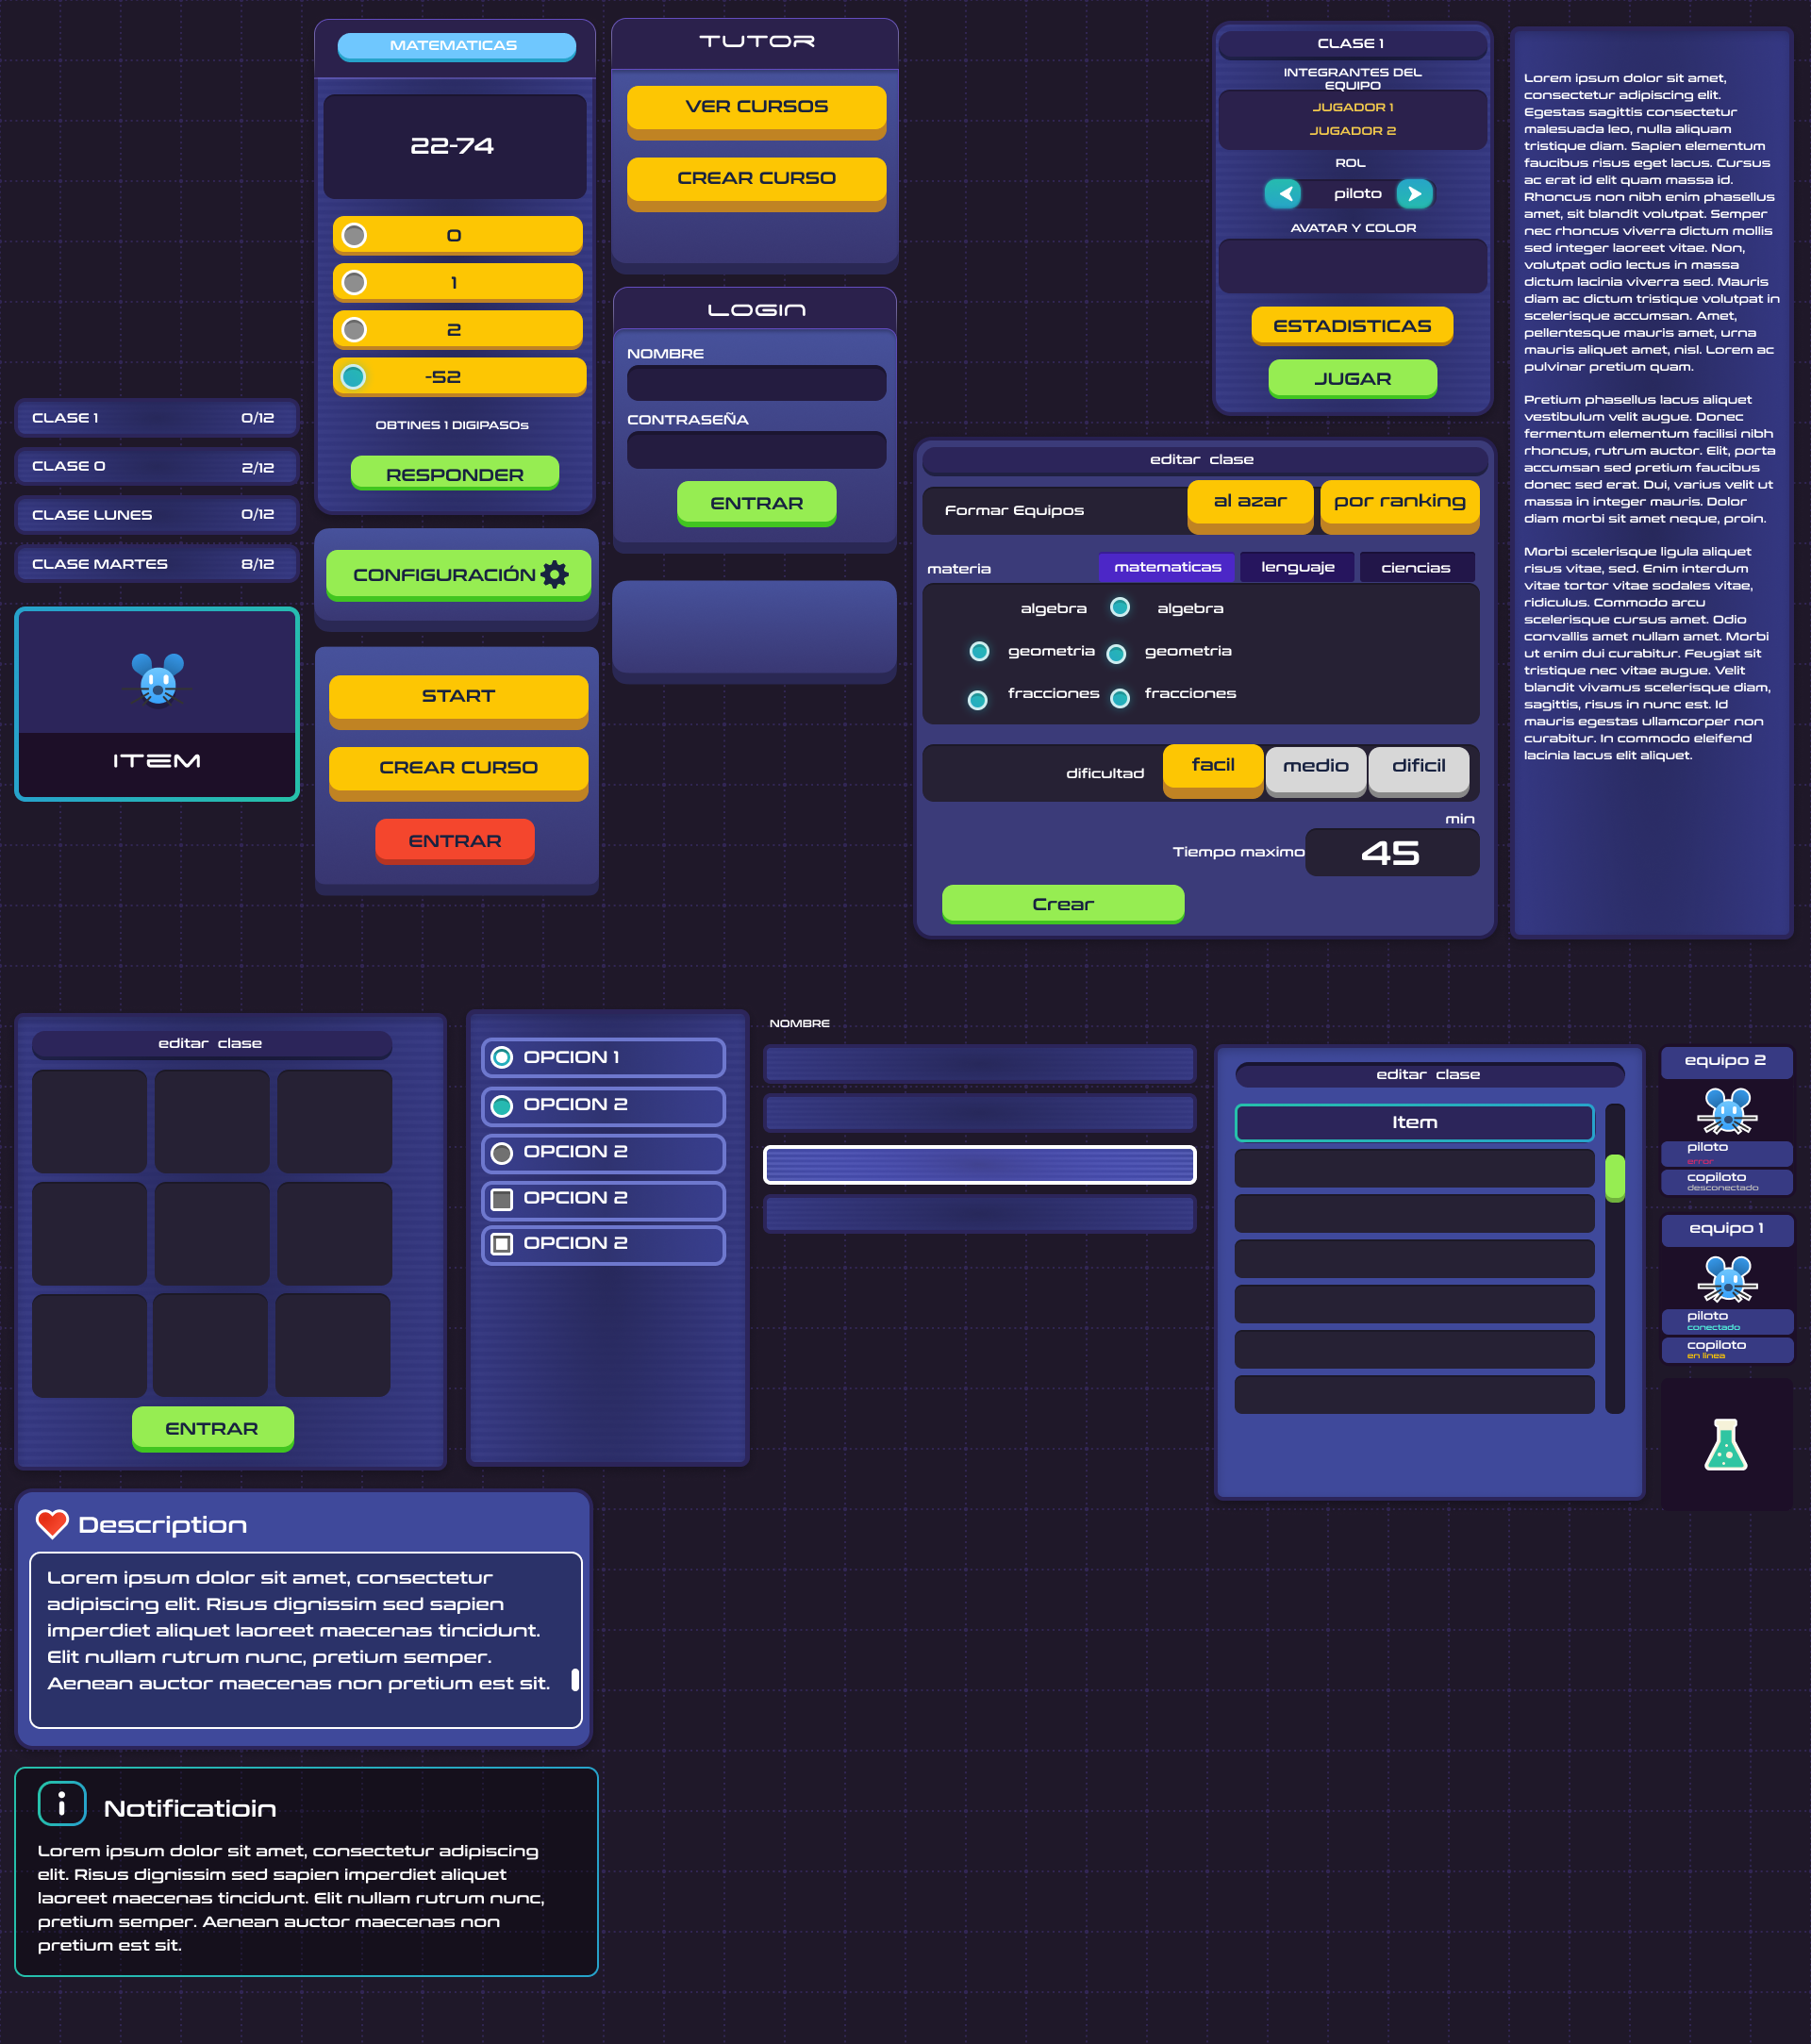 MATEMATICAS
22-74
0
1
2
-52
OBTINES 1 DIGIPASOs
RESPONDER
TUTOR
VER CURSOS
CREAR CURSO
LOGIN
NOMBRE
CONTRASEÑA
ENTRAR
CLASE 1 0/12
CLASE 0 2/12
CLASE LUNES 0/12
CLASE MARTES 8/12
ITEM
CONFIGURACIÓN
START
CREAR CURSO
ENTRAR
CLASE 1
INTEGRANTES DEL
EQUIPO
JUGADOR 1
JUGADOR 2
ROL
piloto
AVATAR Y COLOR
ESTADISTICAS
JUGAR
editar clase
Formar Equipos
al azar
por ranking
materia
matematicas
lenguaje
ciencias
algebra algebra
geometria geometria
fracciones fracciones
dificultad
facil
medio
dificil
min
Tiempo maximo
45
Crear
Lorem ipsum dolor sit amet,
consectetur adipiscing elit.
Egestas sagittis consectetur
malesuada leo, nulla aliquam
tristique diam. Sapien elementum
faucibus risus eget lacus. Cursus
ac erat id elit quam massa id.
Rhoncus non nibh enim phasellus
amet, sit blandit volutpat. Semper
nec rhoncus viverra dictum mollis
sed integer laoreet vitae. Non,
volutpat odio lectus in massa
dictum lacinia viverra sed. Mauris
diam ac dictum tristique volutpat in
scelerisque accumsan. Amet,
pellentesque mauris amet, urna
mauris aliquet amet, nisl. Lorem ac
pulvinar pretium quam.
Pretium phasellus lacus aliquet
vestibulum velit augue. Donec
fermentum elementum facilisi nibh
rhoncus, rutrum auctor. Elit, porta
accumsan sed pretium faucibus
donec sed erat. Dui, varius velit ut
massa in integer mauris. Dolor
diam morbi sit amet neque, proin.
Morbi scelerisque ligula aliquet
risus vitae, sed. Enim interdum
vitae tortor vitae sodales vitae,
ridiculus. Commodo arcu
scelerisque cursus amet. Odio
convallis amet nullam amet. Morbi
ut enim dui curabitur. Feugiat sit
tristique nec vitae augue. Velit
blandit vivamus scelerisque diam,
sagittis, risus in nunc est. Id
mauris egestas ullamcorper non
curabitur. In commodo eleifend
lacinia lacus elit aliquet.
editar clase
ENTRAR
OPCION 1
OPCION 2
OPCION 2
OPCION 2
OPCION 2
NOMBRE
editar clase
Item
equipo 2
piloto
error
copiloto
desconectado
equipo 1
piloto
conectado
copiloto
en linea
Description
Lorem ipsum dolor sit amet, consectetur
adipiscing elit. Risus dignissim sed sapien
imperdiet aliquet laoreet maecenas tincidunt.
Elit nullam rutrum nunc, pretium semper.
Aenean auctor maecenas non pretium est sit.
i
Notificatioin
Lorem ipsum dolor sit amet, consectetur adipiscing
elit. Risus dignissim sed sapien imperdiet aliquet
laoreet maecenas tincidunt. Elit nullam rutrum nunc,
pretium semper. Aenean auctor maecenas non
pretium est sit.